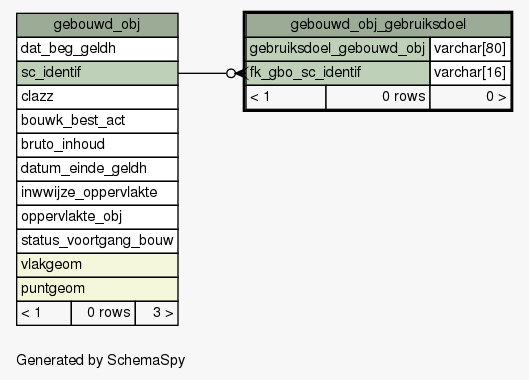 gebouwd_obj
dat_beg_geldh
sc_identif
clazz
bouwk_best_act
bruto_inhoud
datum_einde_geldh
inwwijze_oppervlakte
oppervlakte_obj
status_voortgang_bouw
vlakgeom
puntgeom
< 1 0 rows 3 >
gebouwd_obj_gebruiksdoel
gebruiksdoel_gebouwd_obj varchar[80]
fk_gbo_sc_identif varchar[16]
< 1 0 rows 0 >
Generated by SchemaSpy